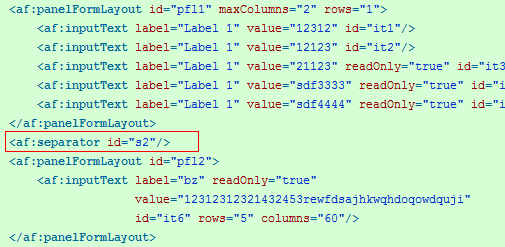 <af:panelFormLayout id="pfl1" maxColumns="2" rows="1">
<af:inputText label="Label 1" value="12312" id="it1"/>
<af:inputText label="Label 1" value="12123" id="it2"/>
<af:inputText label="Label 1" value="21123" readOnly="true" id="it3
<af:inputText label="Label 1" value="sdf3333" readOnly="true" id="i
<af:inputText label="Label 1" value="sdf4444" readOnly="true" id="i
</af:panelFormLayout>
<af:separator id="s2"/>
<af:panelFormLayout id="pfl2">
<af:inputText label="bz" readOnly="true"
value="12312312321432453rewfdsajhkwqhdoqowdquji"
id="it6" rows="5" columns="60"/>
</af:panelFormLayout>